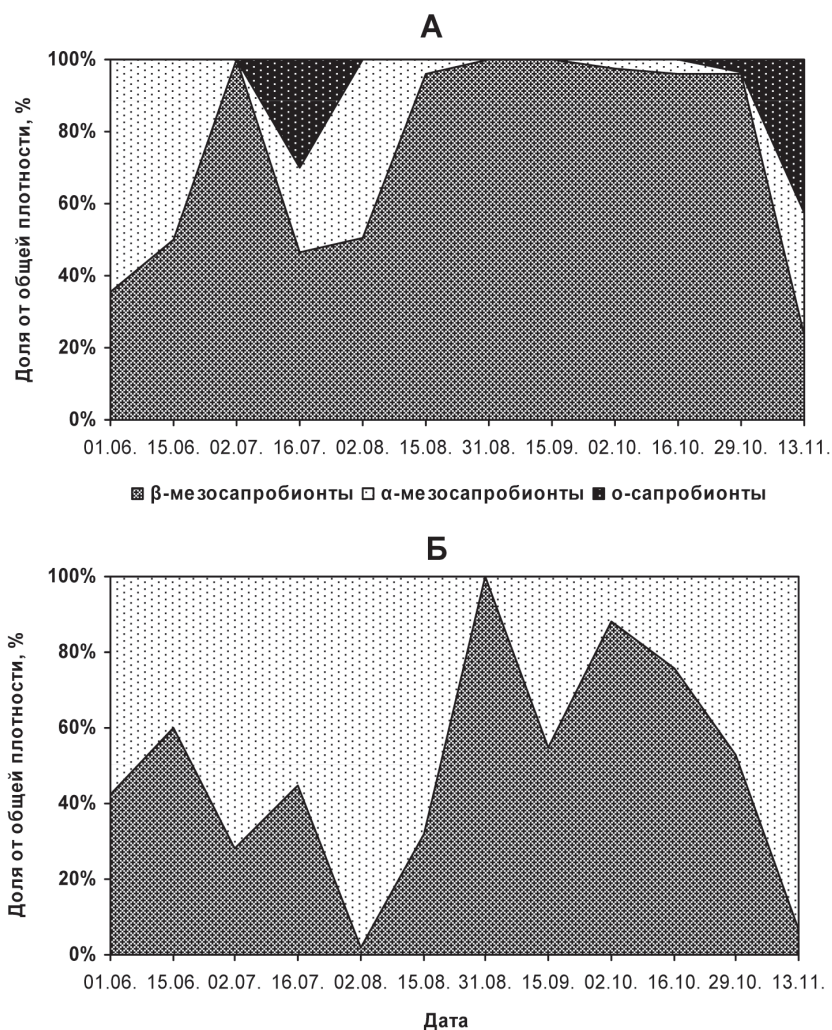 А
Доля от общей плотности, %
100%
80%
60%
40%
20%
0%
01.06. 15.06. 02.07. 16.07. 02.08. 15.08. 31.08. 15.09. 02.10. 16.10. 29.10. 13.11.
β-мезосапробионты α-мезосапробионты о-сапробионты
Б
Доля от общей плотности, %
100%
80%
60%
40%
20%
0%
01.06. 15.06. 02.07. 16.07. 02.08. 15.08. 31.08. 15.09. 02.10. 16.10. 29.10. 13.11.
Дата